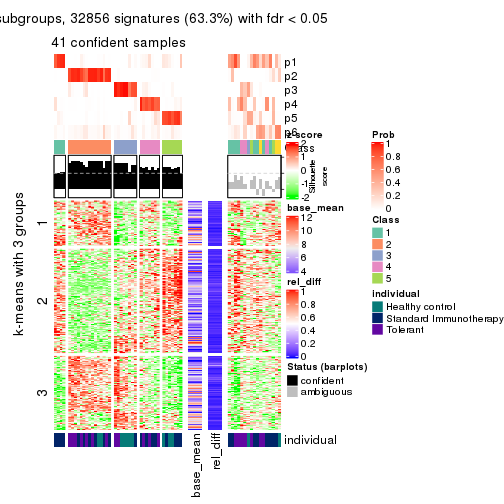 subgroups, 32856 signatures (63.3%) with fdr < 0.05
41 confident samples
p1
p2
p3
p4
p5
p6
Class
Silhouette
score
k-means with 3 groups
1
2
3
base_mean
rel_diff
individual
z-score
2
1
0
-1
-2
base_mean
12
10
8
6
4
rel_diff
1
0.8
0.6
0.4
0.2
0
Status (barplots)
confident
ambiguous
Prob
1
0.8
0.6
0.4
0.2
0
Class
1
2
3
4
5
individual
Healthy control
Standard Immunotherapy
Tolerant